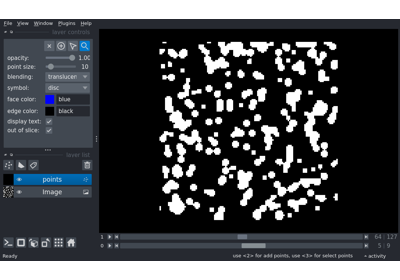 File View Window Plugins Help
layer controls
opacity: 1.00
point size: 10
blending: translucen
symbol: disc
face color: blue
edge color: black
display text:
out of slice:
layer list
points
Image
1 64 127
0 5 9
Ready use <2> for add points, use <3> for select points activity